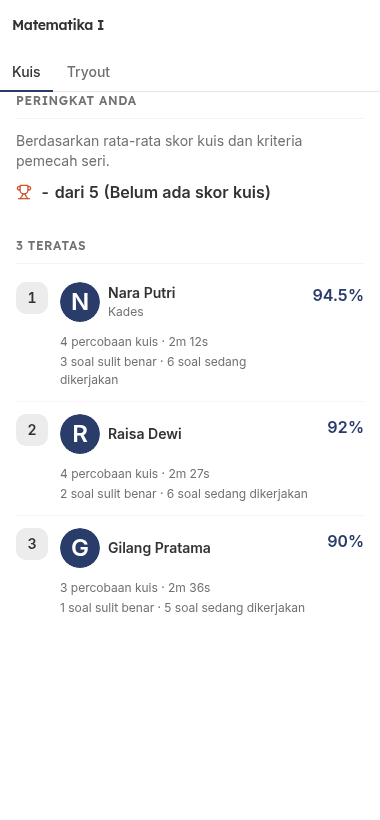 Matematika I
Kuis Tryout
PERINGKAT ANDA
Berdasarkan rata-rata skor kuis dan kriteria
pemecah seri.
- dari 5 (Belum ada skor kuis)
3 TERATAS
1 N Nara Putri 94.5%
Kades
4 percobaan kuis · 2m 12s
3 soal sulit benar · 6 soal sedang
dikerjakan
2 R Raisa Dewi 92%
4 percobaan kuis · 2m 27s
2 soal sulit benar · 6 soal sedang dikerjakan
3 G Gilang Pratama 90%
3 percobaan kuis · 2m 36s
1 soal sulit benar · 5 soal sedang dikerjakan